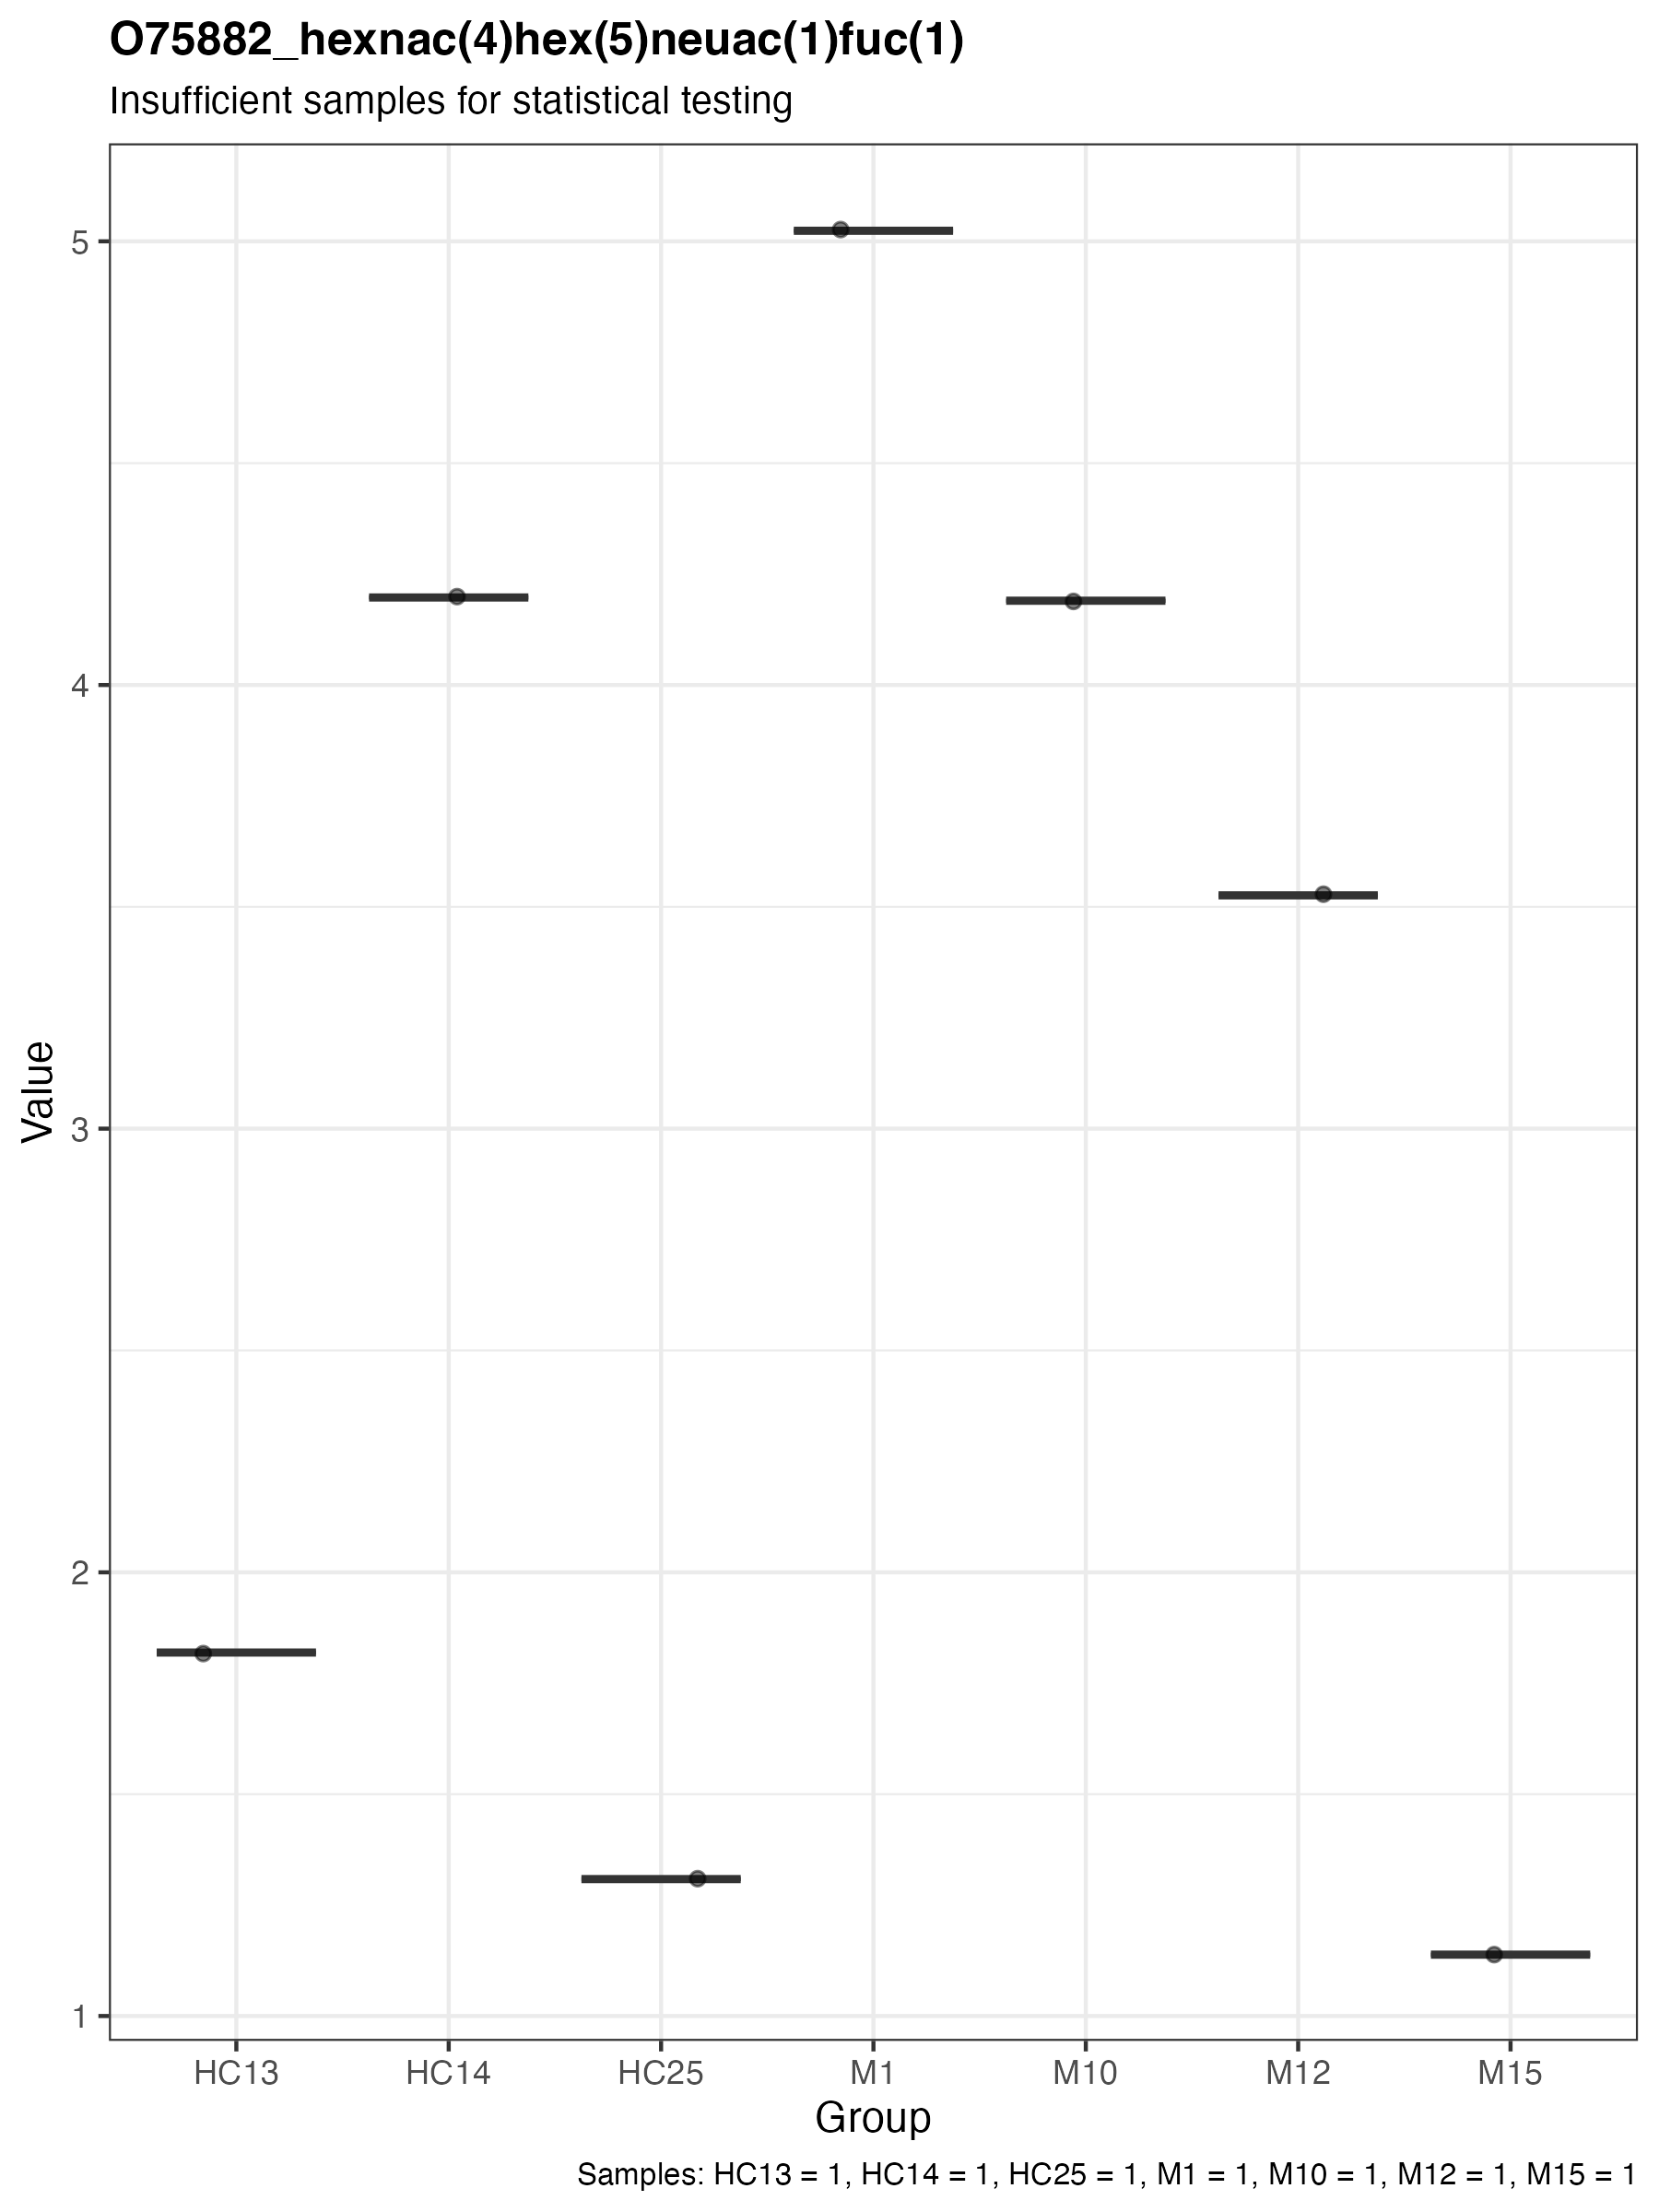 O75882_hexnac(4)hex(5)neuac(1)fuc(1)
Insufficient samples for statistical testing
Value
5
4
3
2
1
HC13 HC14 HC25 M1 M10 M12 M15
Group
Samples: HC13 = 1, HC14 = 1, HC25 = 1, M1 = 1, M10 = 1, M12 = 1, M15 = 1